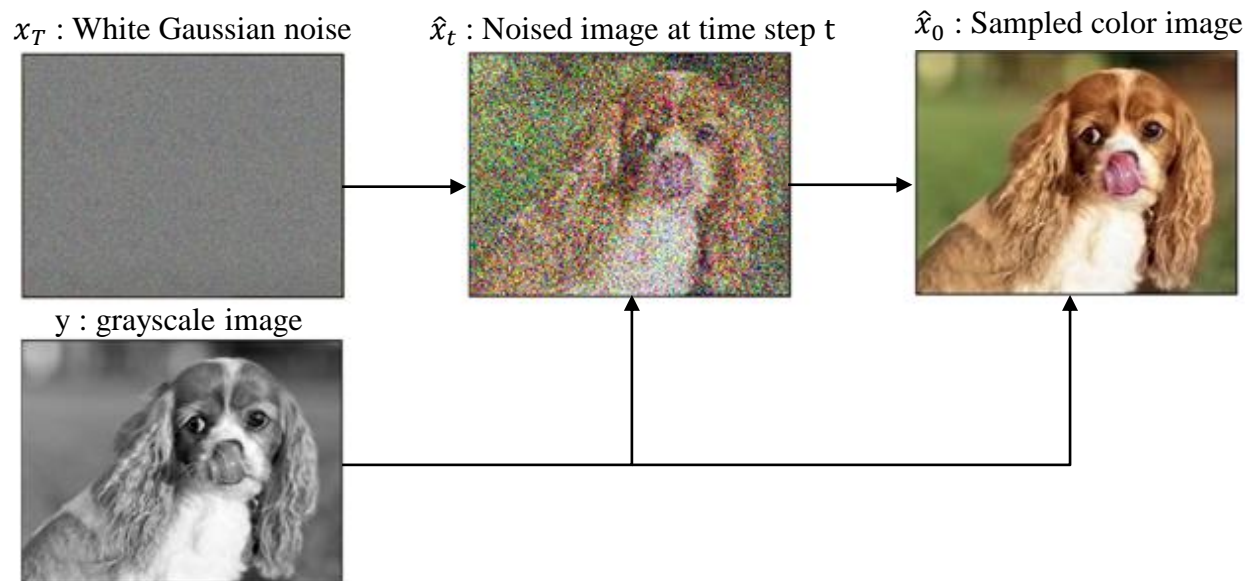 x_T : White Gaussian noise
x̂_t : Noised image at time step t
x̂_0 : Sampled color image
y : grayscale image